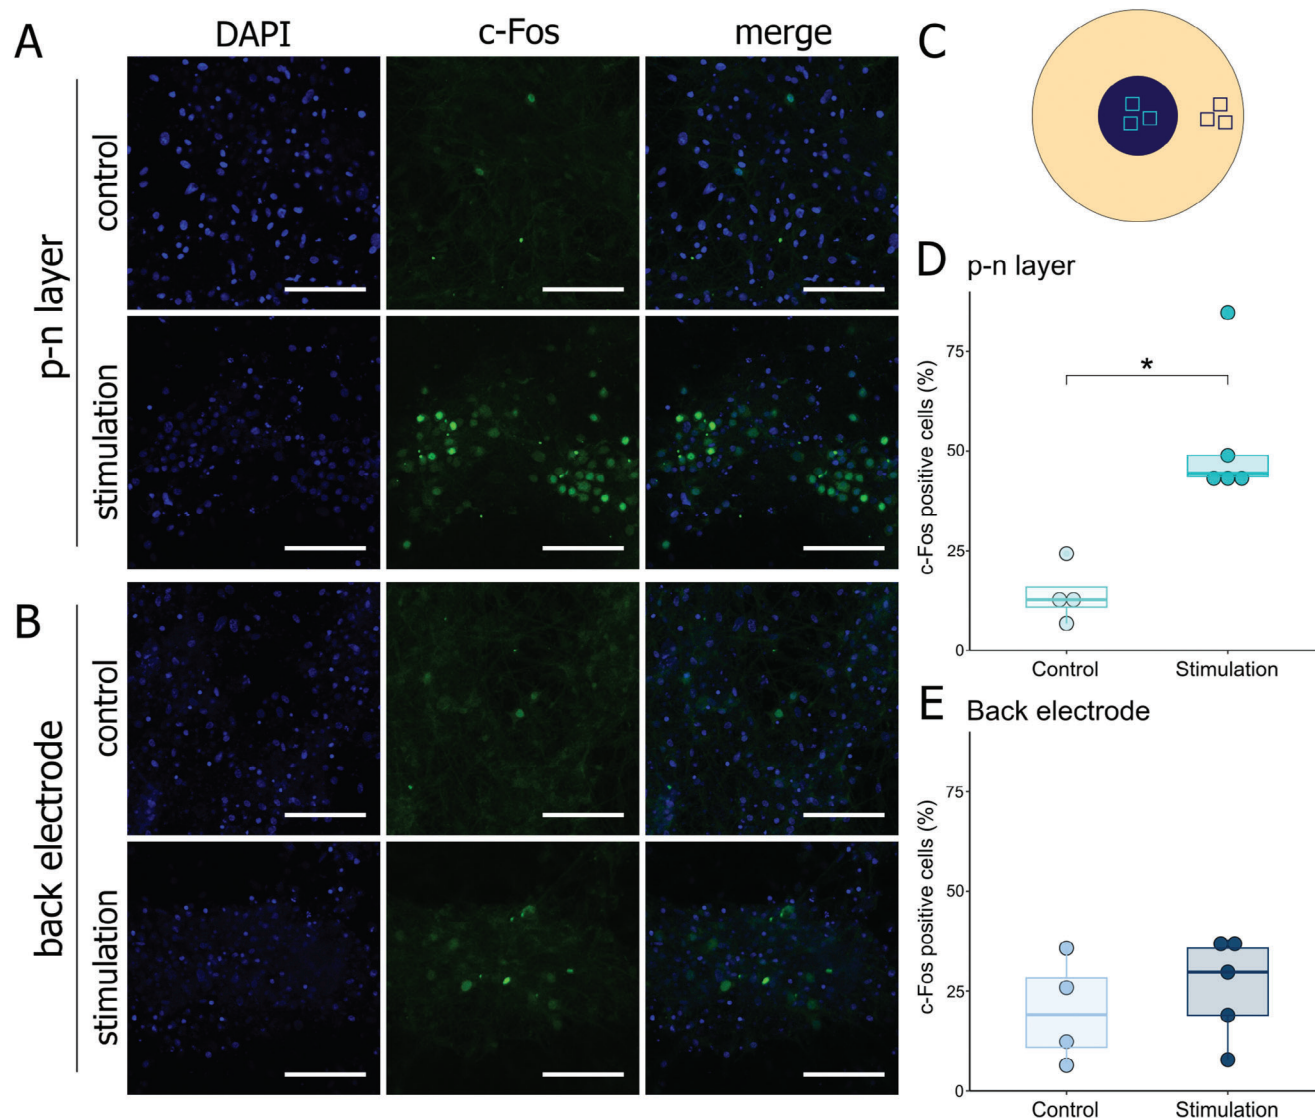 A
DAPI
c-Fos
merge
p-n layer
control
stimulation
B
back electrode
control
stimulation
C
D p-n layer
c-Fos positive cells (%)
75
50
25
0
*
Control
Stimulation
E Back electrode
c-Fos positive cells (%)
75
50
25
0
Control
Stimulation